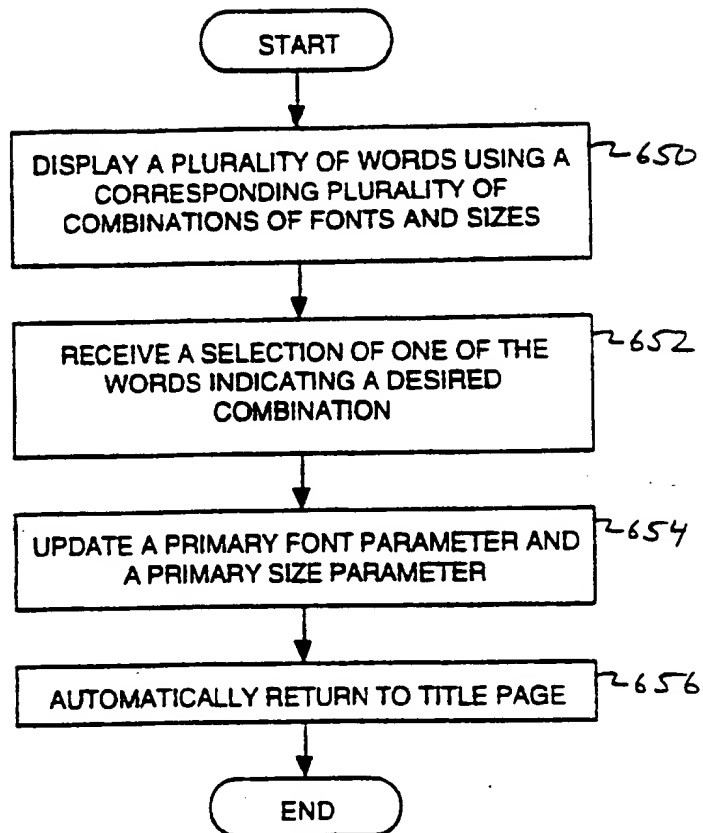 START
DISPLAY A PLURALITY OF WORDS USING A
CORRESPONDING PLURALITY OF
COMBINATIONS OF FONTS AND SIZES
650
RECEIVE A SELECTION OF ONE OF THE
WORDS INDICATING A DESIRED
COMBINATION
652
UPDATE A PRIMARY FONT PARAMETER AND
A PRIMARY SIZE PARAMETER
654
AUTOMATICALLY RETURN TO TITLE PAGE
656
END